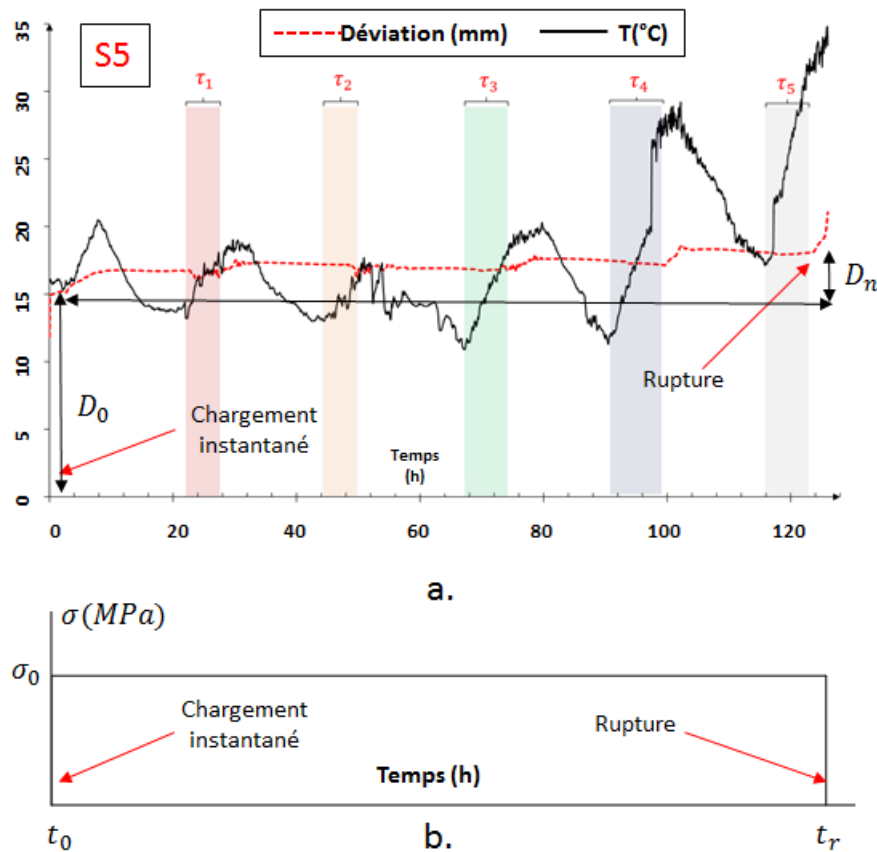 Déviation (mm) T(°C)
S5
τ₁ τ₂ τ₃ τ₄ τ₅
35
30
25
20
15
10
5
0
D₀
Dₙ
Chargement
instantané
Rupture
Temps
(h)
0 20 40 60 80 100 120
a.
σ(MPa)
σ₀
Chargement
instantané
Rupture
Temps (h)
t₀ tᵣ
b.